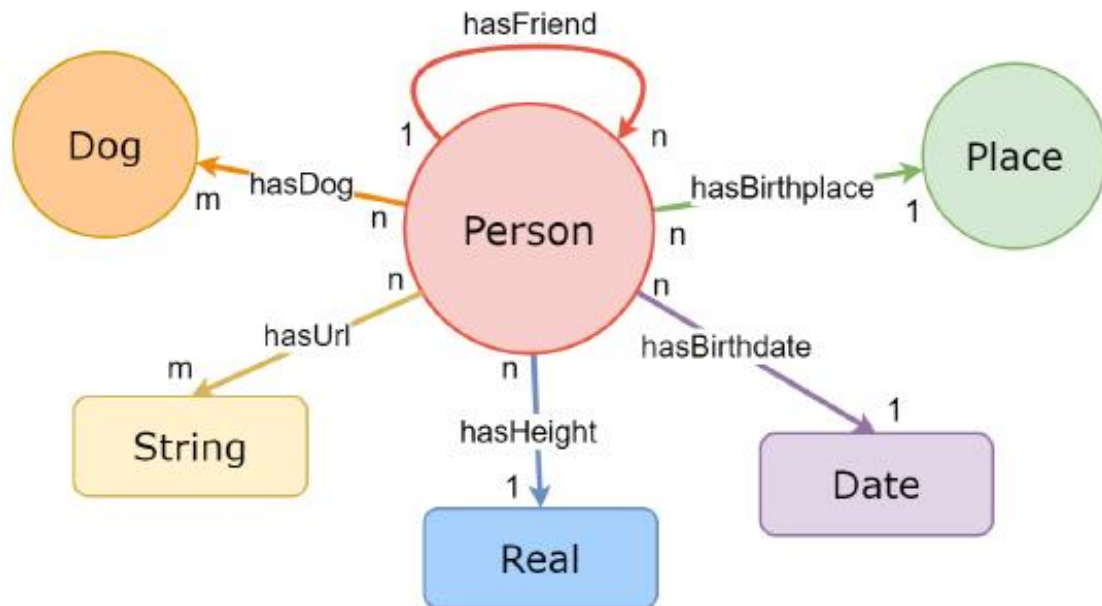 hasFriend
Dog
1
n
Place
hasDog
m
n
Person
hasBirthplace
n
1
n
n
hasUrl
hasBirthdate
m
n
String
hasHeight
1
1
Date
Real